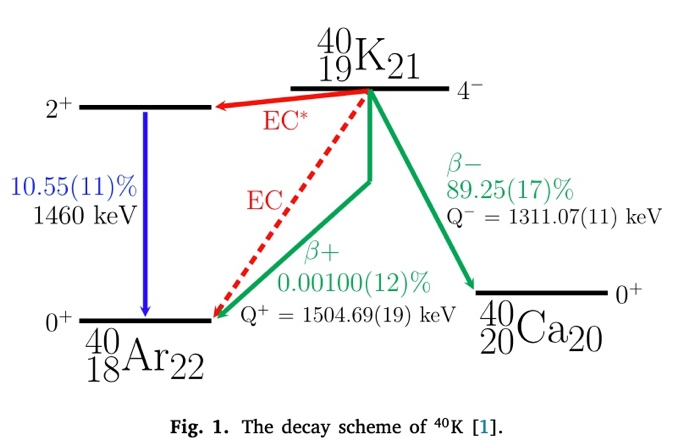 40
19K21
4⁻
2⁺
EC*
10.55(11)%
1460 keV
EC
β−
89.25(17)%
Q⁻ = 1311.07(11) keV
β+
0.00100(12)%
Q⁺ = 1504.69(19) keV
0⁺
0⁺
40
18Ar22
40
20Ca20
Fig. 1. The decay scheme of ⁴⁰K [1].